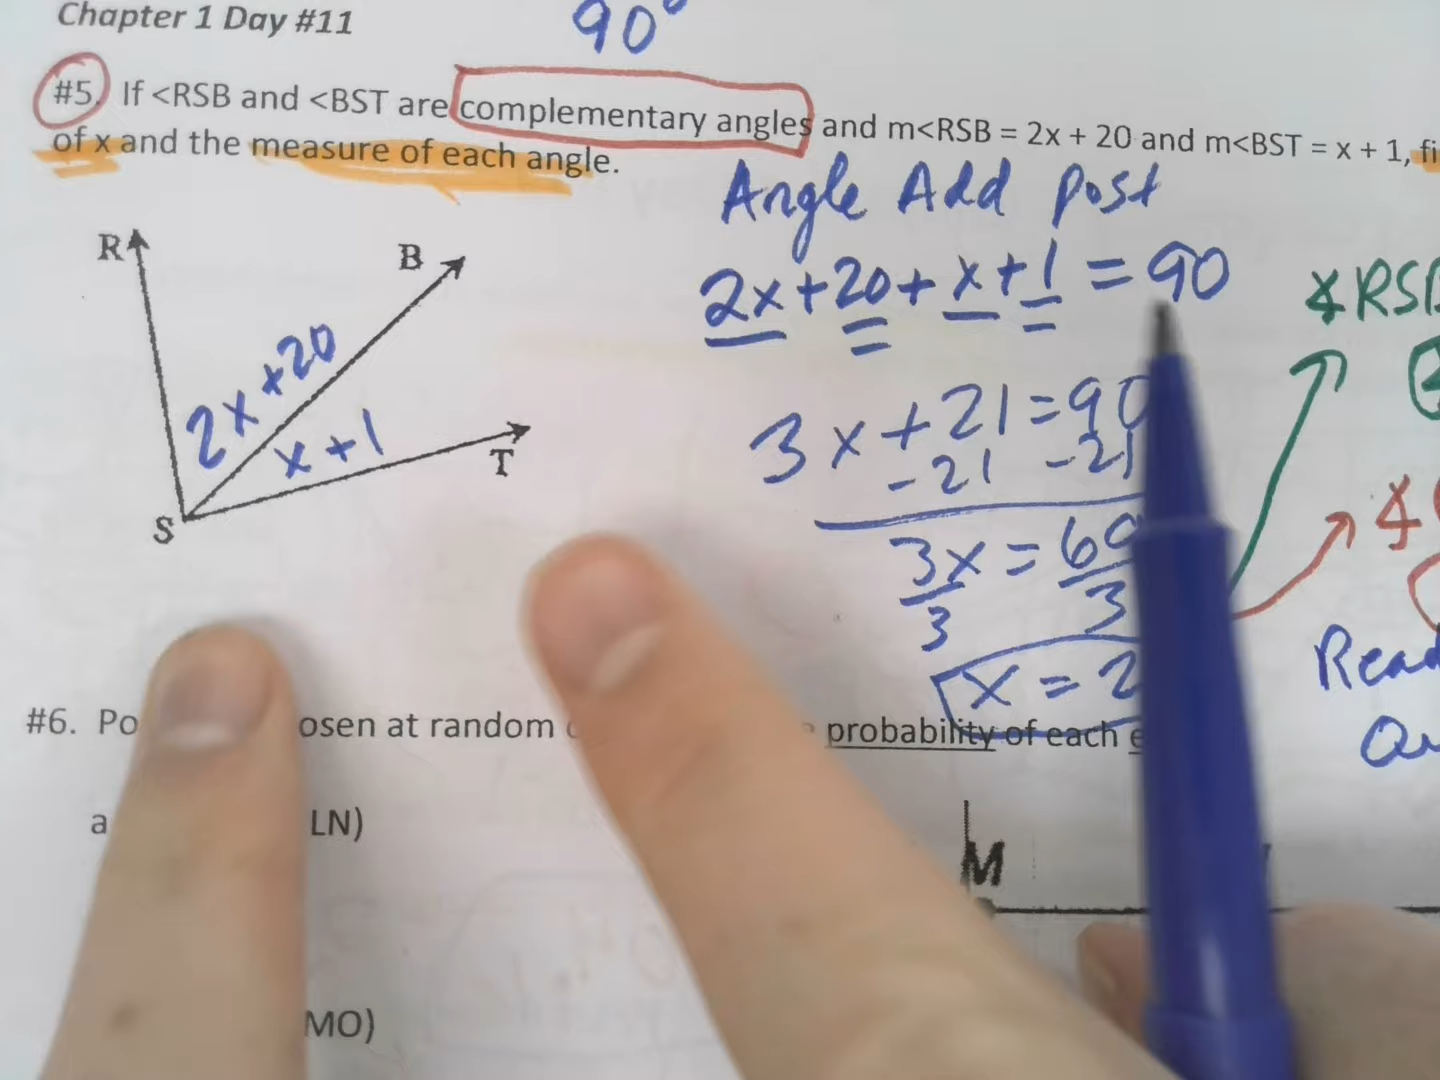 Chapter 1 Day #11
90°
#5. If <RSB and <BST are complementary angles and m<RSB = 2x + 20 and m<BST = x + 1, fi
of x and the measure of each angle.
Angle Add Post
2x+20+x+1=90
R
B
2x+20
x+1
T
S
3x+21=90
-21 -21
3x=
3 3
x=2
∡RSB
∡
#6. Po osen at random probability of each
a LN)
M
MO)